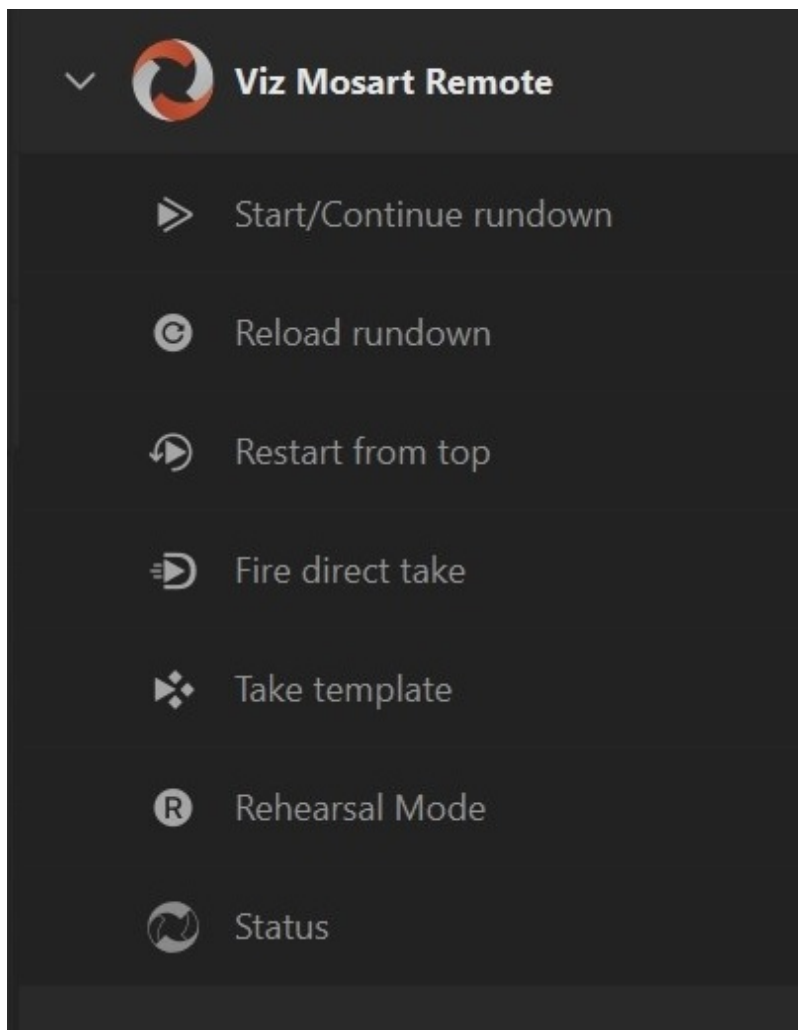 Viz Mosart Remote
Start/Continue rundown
Reload rundown
Restart from top
Fire direct take
Take template
R Rehearsal Mode
Status